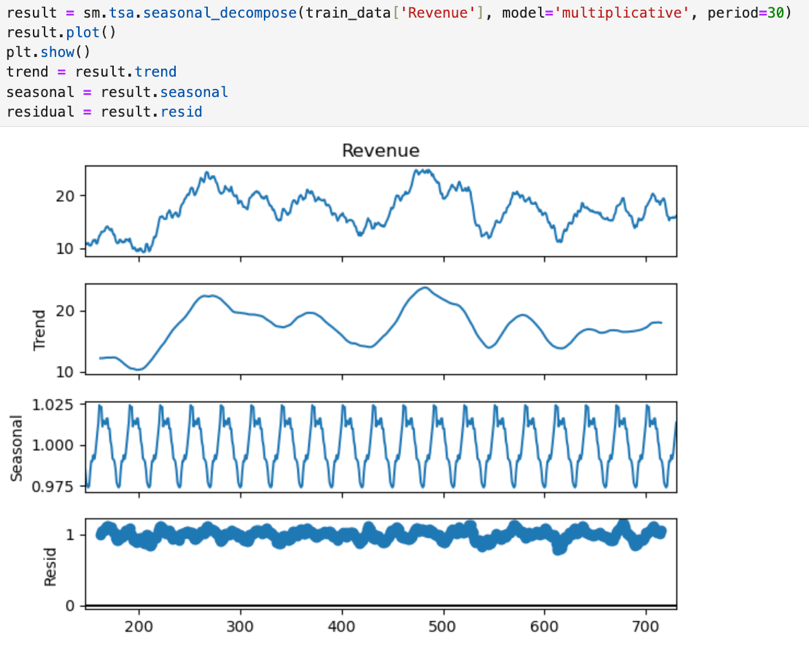 result = sm.tsa.seasonal_decompose(train_data['Revenue'], model='multiplicative', period=30)
result.plot()
plt.show()
trend = result.trend
seasonal = result.seasonal
residual = result.resid
Revenue
20
10
Trend
20
10
Seasonal
1.025
1.000
0.975
Resid
1
0
200 300 400 500 600 700